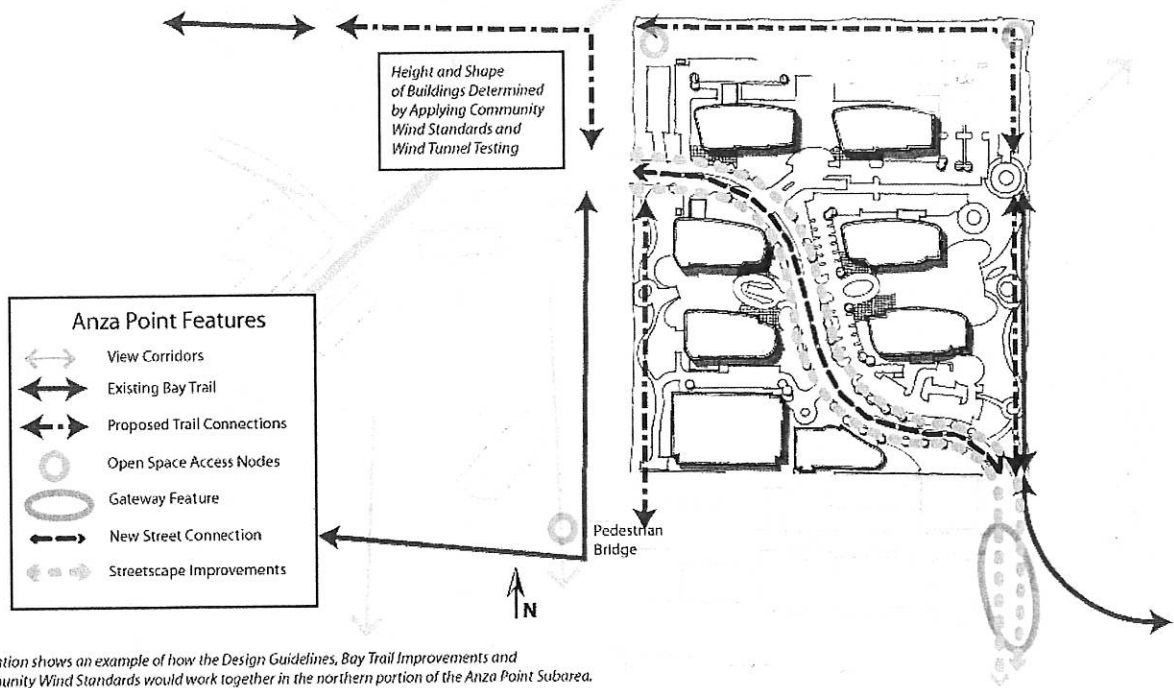 Height and Shape
of Buildings Determined
by Applying Community
Wind Standards and
Wind Tunnel Testing
Anza Point Features
View Corridors
Existing Bay Trail
Proposed Trail Connections
Open Space Access Nodes
Gateway Feature
New Street Connection
Streetscape Improvements
Pedestrian
Bridge
N
tion shows an example of how the Design Guidelines, Bay Trail Improvements and
unity Wind Standards would work together in the northern portion of the Anza Point Subarea.